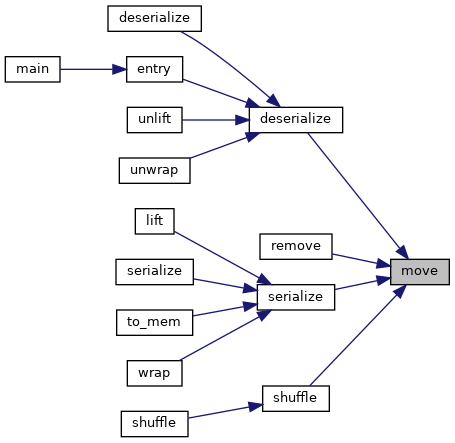 deserialize
main
entry
unlift
deserialize
unwrap
lift
remove
serialize
move
serialize
to_mem
wrap
shuffle
shuffle